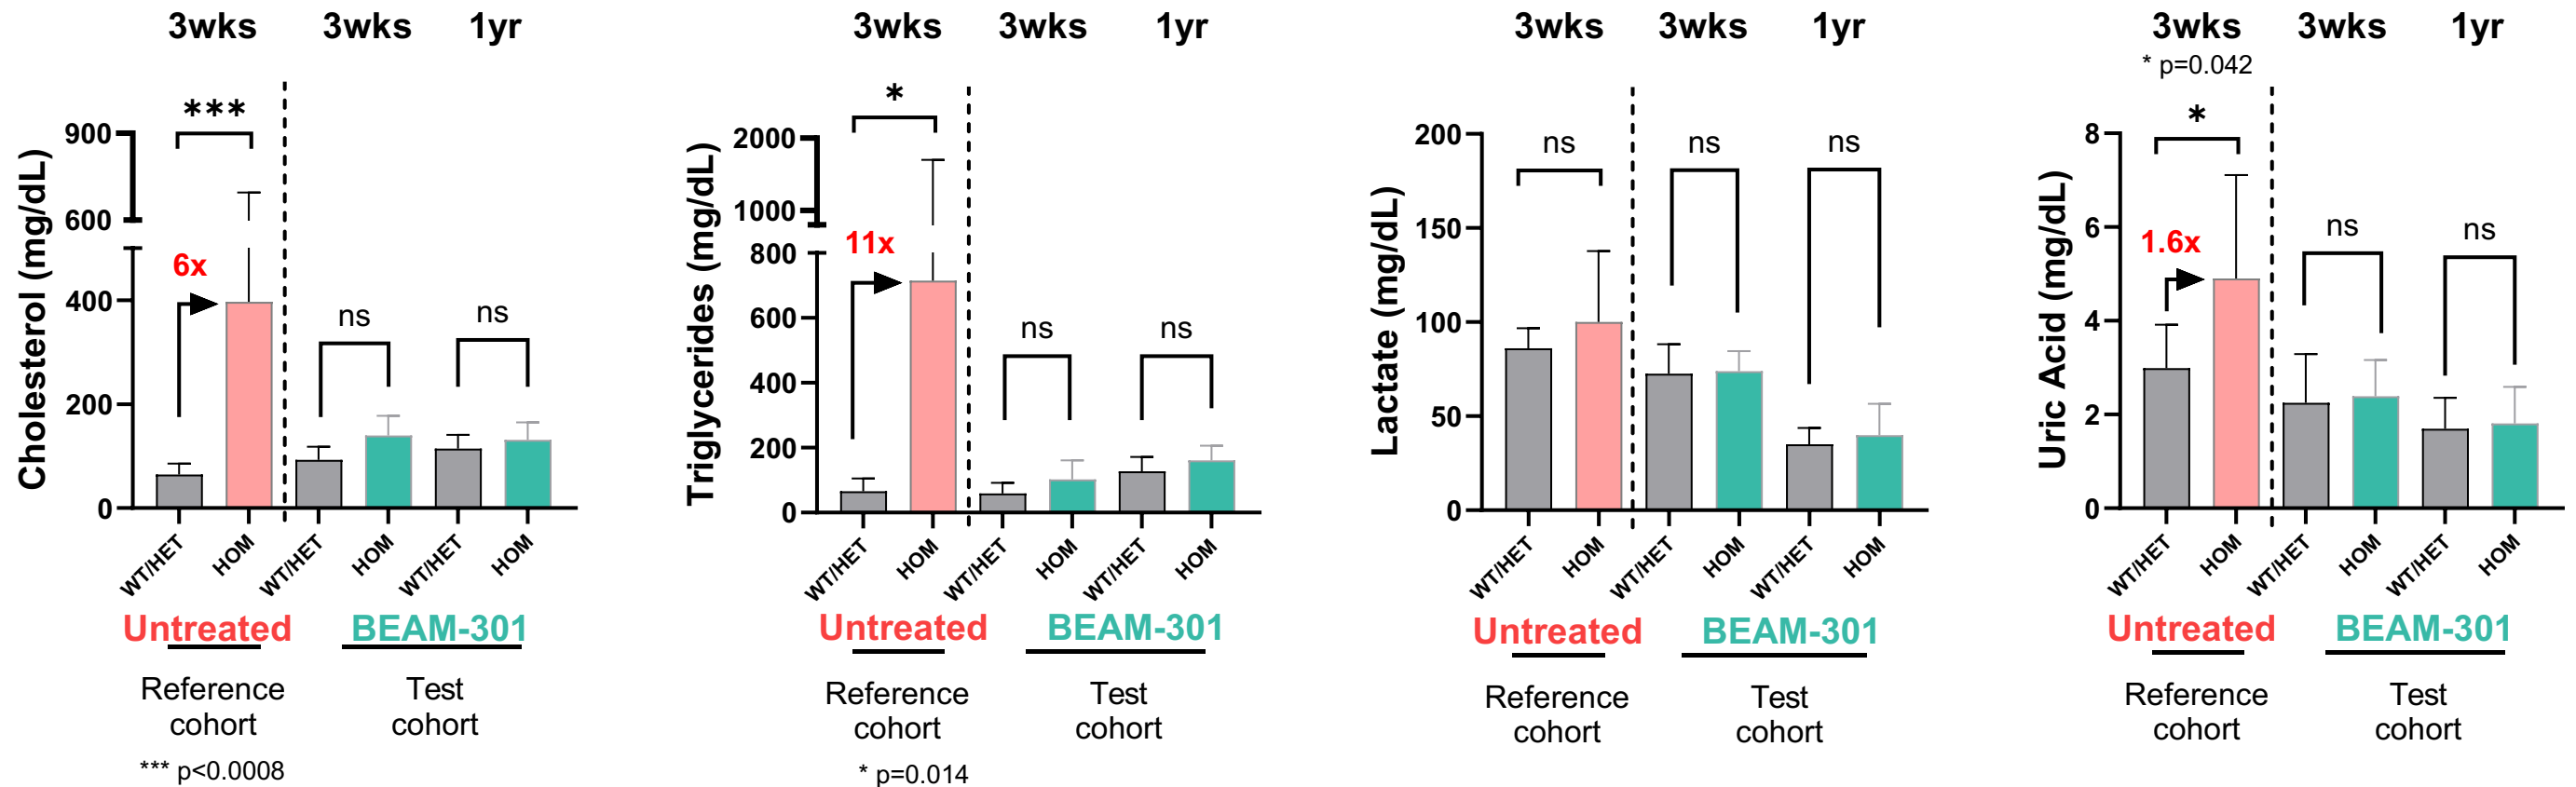 3wks 3wks 1yr
***
Cholesterol (mg/dL)
900
600
400
200
0
6x
ns
ns
WT/HET HOM WT/HET HOM WT/HET HOM
Untreated BEAM-301
Reference cohort
Test cohort
*** p<0.0008
3wks 3wks 1yr
*
Triglycerides (mg/dL)
2000
1000
800
600
400
200
0
11x
ns
ns
WT/HET HOM WT/HET HOM WT/HET HOM
Untreated BEAM-301
Reference cohort
Test cohort
* p=0.014
3wks 3wks 1yr
Lactate (mg/dL)
200
150
100
50
0
ns
ns
ns
WT/HET HOM WT/HET HOM WT/HET HOM
Untreated BEAM-301
Reference cohort
Test cohort
3wks 3wks 1yr
* p=0.042
*
Uric Acid (mg/dL)
8
6
4
2
0
1.6x
ns
ns
WT/HET HOM WT/HET HOM WT/HET HOM
Untreated BEAM-301
Reference cohort
Test cohort